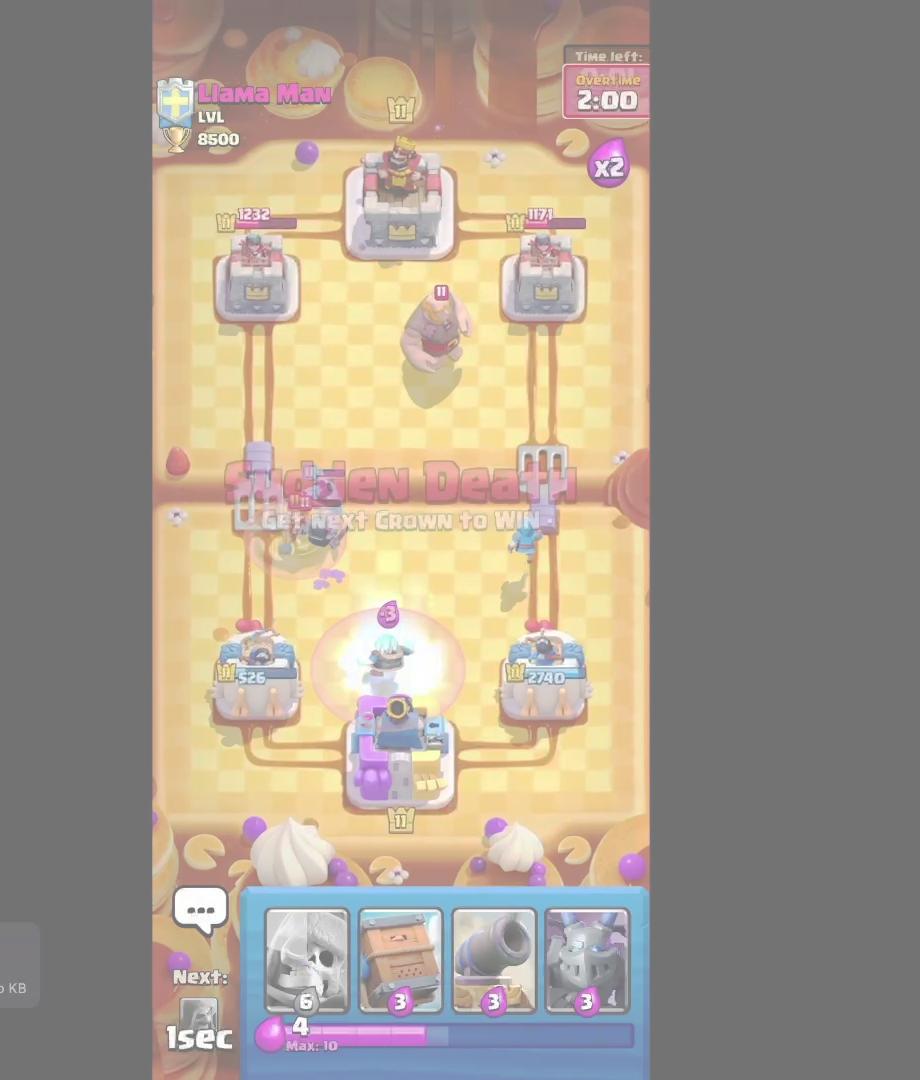 Time left:
Overtime
2:00
Llama Man
LVL
8500
11
x2
1232
1171
11
Sudden Death
Get Next Crown to Win
-3
526
2740
11
Next:
1sec
6
3
3
3
4
Max: 10
KB